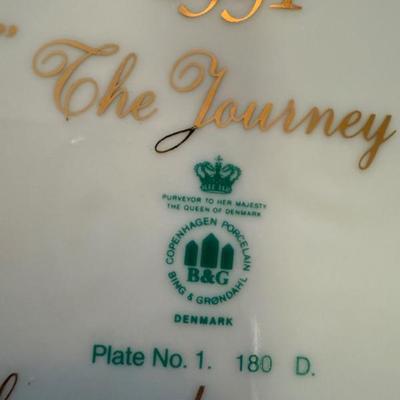 "The Journey
PURVEYOR TO HER MAJESTY
THE QUEEN OF DENMARK
COPENHAGEN PORCELAIN
B&G
BING & GRØNDAHL
DENMARK
Plate No. 1. 180 D.